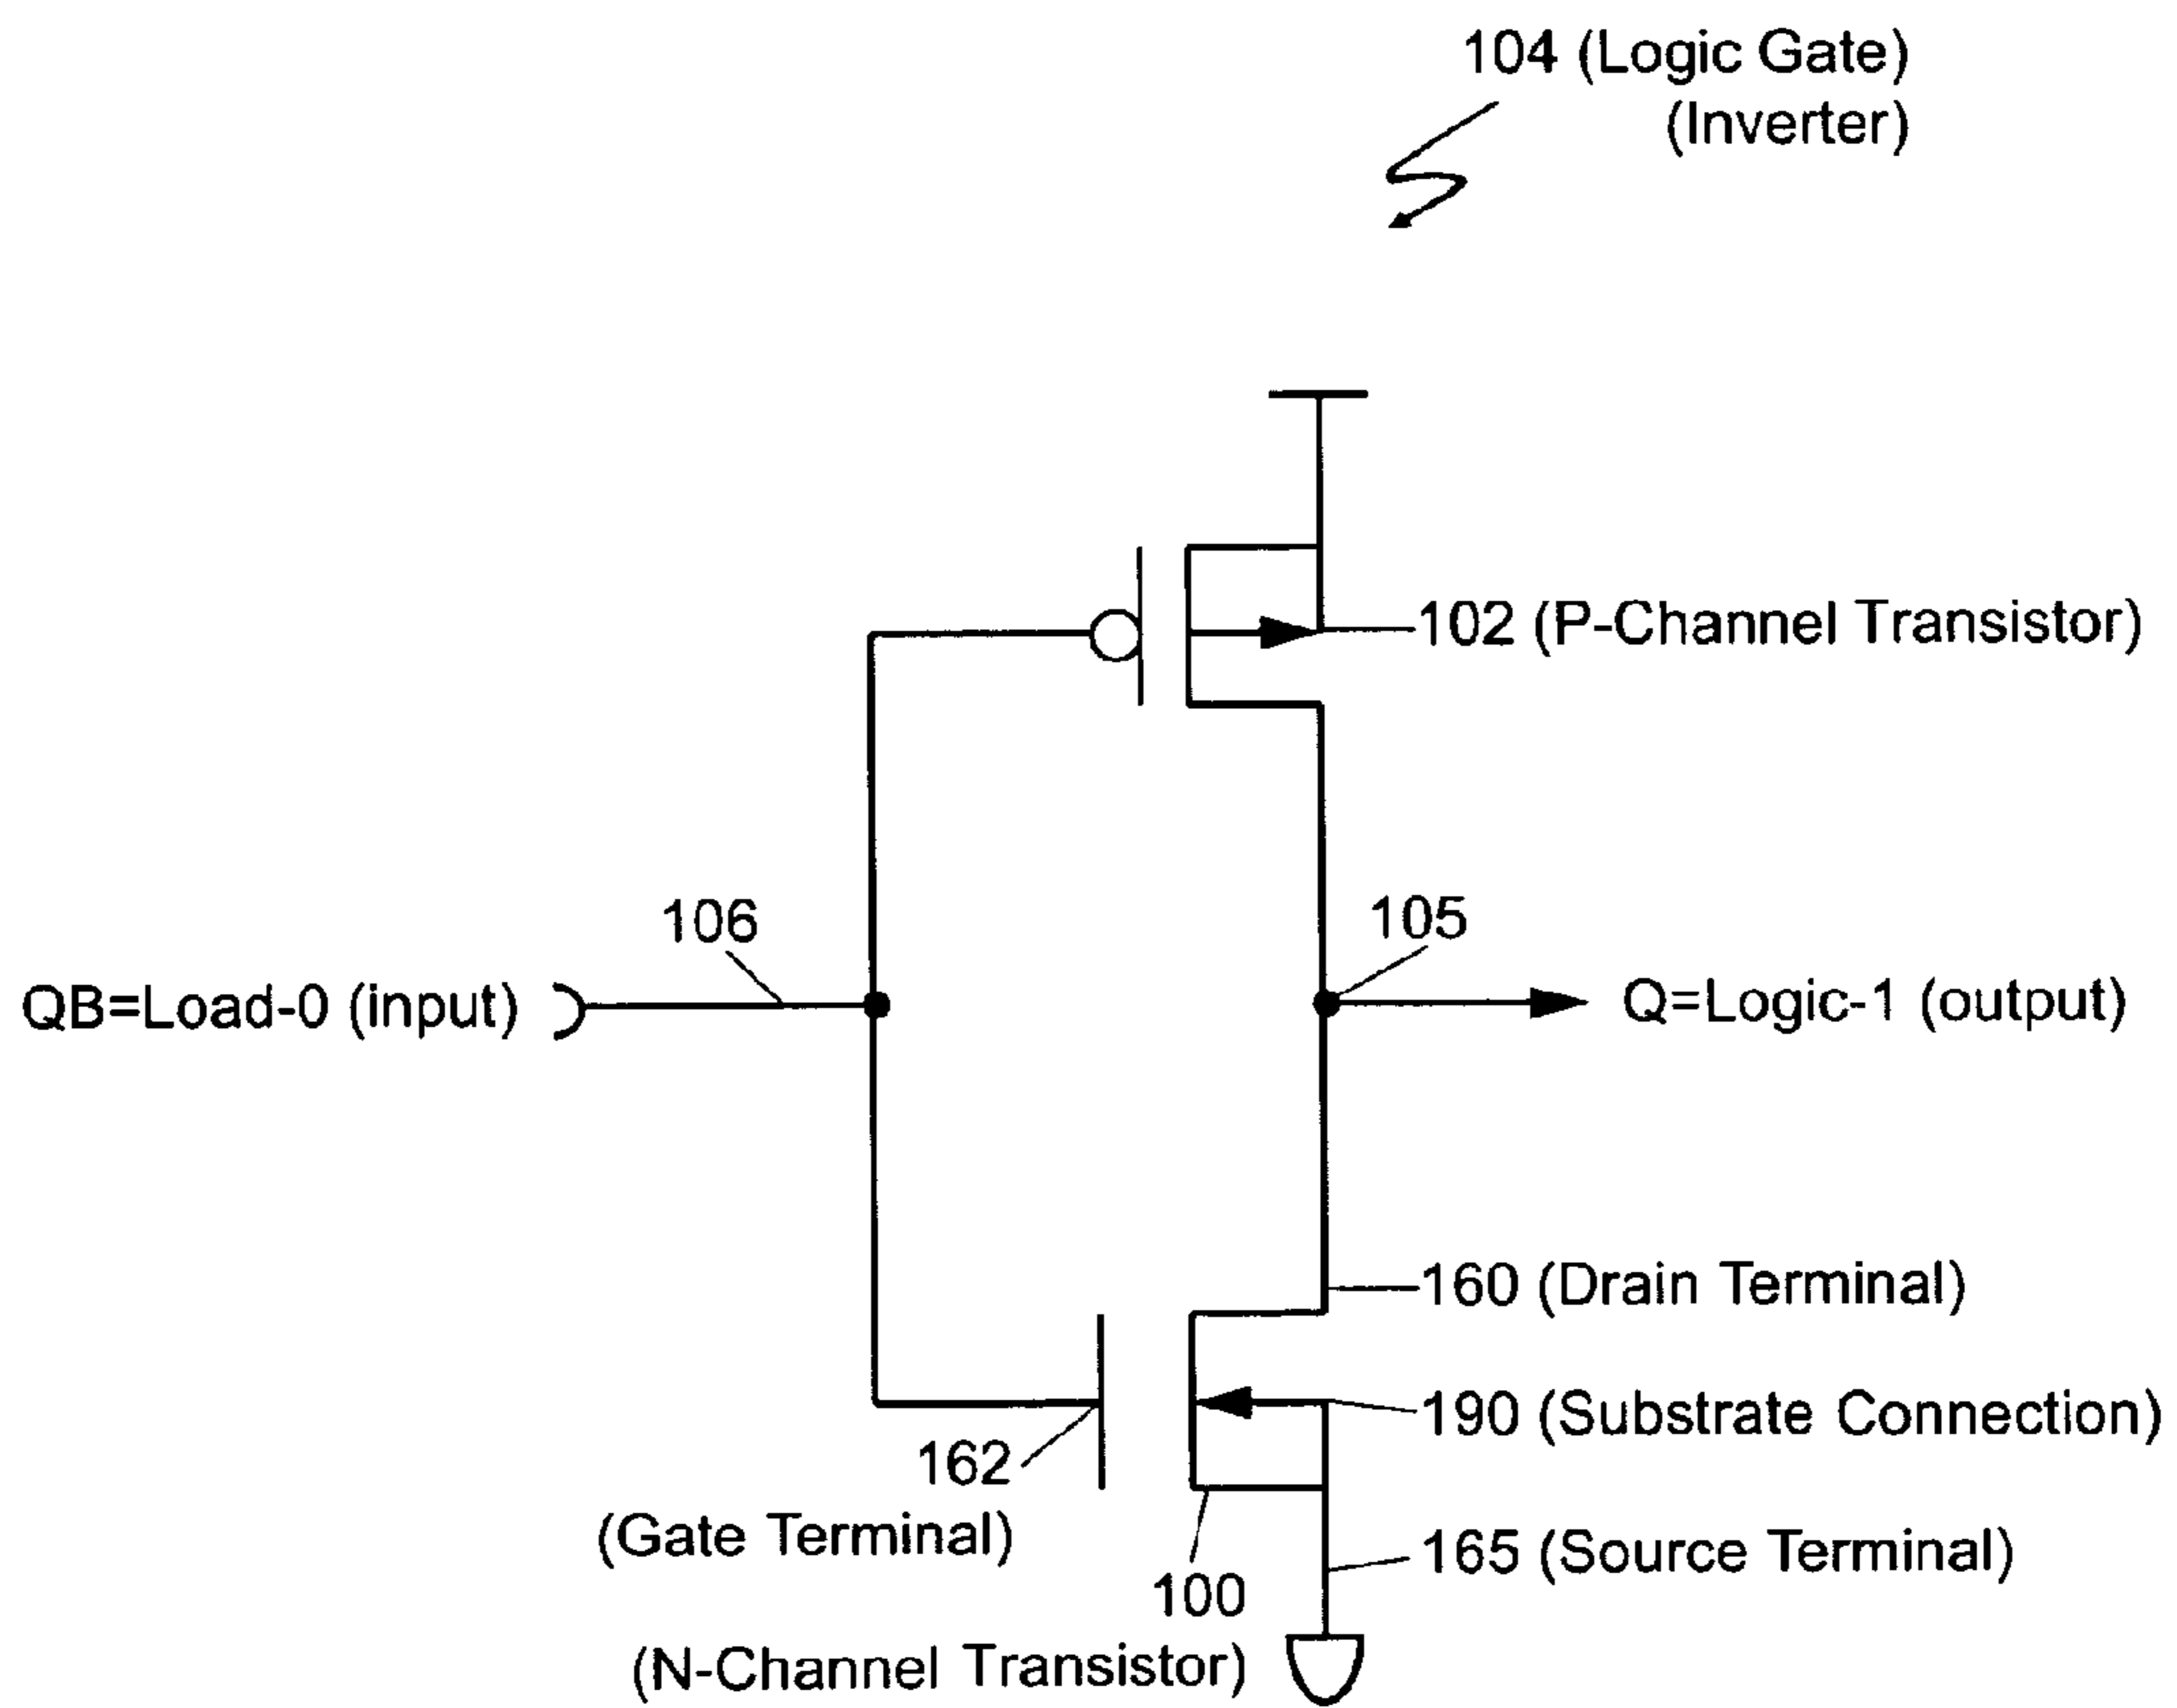 104 (Logic Gate)
(Inverter)
102 (P-Channel Transistor)
106
105
QB=Load-0 (input)
Q=Logic-1 (output)
160 (Drain Terminal)
190 (Substrate Connection)
162
(Gate Terminal)
165 (Source Terminal)
100
(N-Channel Transistor)